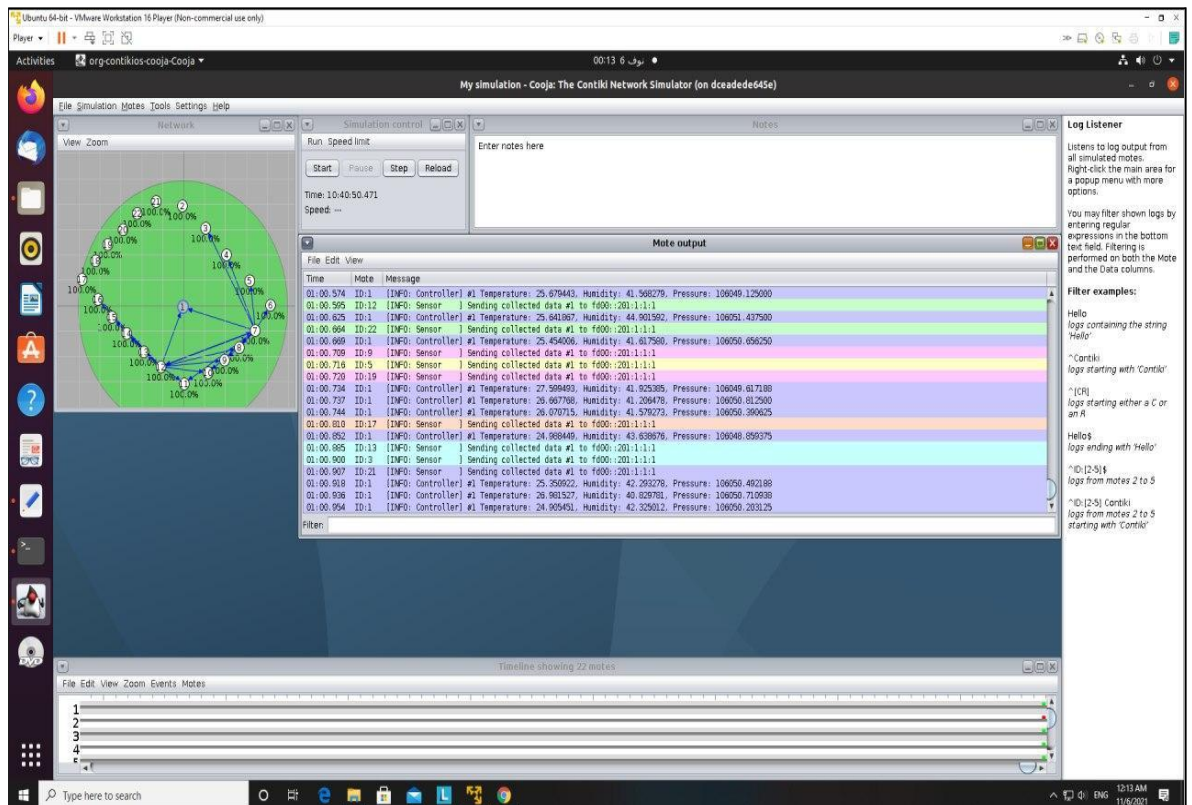 Ubuntu 64-bit - VMware Workstation 16 Player (Non-commercial use only)
Player
Activities
org-contikios-cooja-Cooja
00:13 6 نوف
My simulation - Cooja: The Contiki Network Simulator (on dceadede645e)
File Simulation Motes Tools Settings Help
Network
View Zoom
Simulation control
Run Speed limit
Start Pause Step Reload
Time: 10:40:50.471
Speed: ---
Notes
Enter notes here
Mote output
File Edit View
Time Mote Message
01:00.574 ID:1 [INFO: Controller] #1 Temperature: 25.679443, Humidity: 41.568279, Pressure: 106049.125000
01:00.595 ID:12 [INFO: Sensor ] Sending collected data #1 to fd00::201:1:1:1
01:00.625 ID:1 [INFO: Controller] #1 Temperature: 25.641867, Humidity: 44.901592, Pressure: 106051.437500
01:00.664 ID:22 [INFO: Sensor ] Sending collected data #1 to fd00::201:1:1:1
01:00.669 ID:1 [INFO: Controller] #1 Temperature: 25.454006, Humidity: 41.617580, Pressure: 106050.656250
01:00.709 ID:9 [INFO: Sensor ] Sending collected data #1 to fd00::201:1:1:1
01:00.716 ID:5 [INFO: Sensor ] Sending collected data #1 to fd00::201:1:1:1
01:00.720 ID:19 [INFO: Sensor ] Sending collected data #1 to fd00::201:1:1:1
01:00.734 ID:1 [INFO: Controller] #1 Temperature: 27.599493, Humidity: 41.925385, Pressure: 106049.617188
01:00.737 ID:1 [INFO: Controller] #1 Temperature: 26.667768, Humidity: 41.206478, Pressure: 106050.812500
01:00.744 ID:1 [INFO: Controller] #1 Temperature: 26.070715, Humidity: 41.579273, Pressure: 106050.390625
01:00.810 ID:17 [INFO: Sensor ] Sending collected data #1 to fd00::201:1:1:1
01:00.852 ID:1 [INFO: Controller] #1 Temperature: 24.988449, Humidity: 43.638676, Pressure: 106048.859375
01:00.885 ID:13 [INFO: Sensor ] Sending collected data #1 to fd00::201:1:1:1
01:00.900 ID:3 [INFO: Sensor ] Sending collected data #1 to fd00::201:1:1:1
01:00.907 ID:21 [INFO: Sensor ] Sending collected data #1 to fd00::201:1:1:1
01:00.918 ID:1 [INFO: Controller] #1 Temperature: 25.350922, Humidity: 42.293278, Pressure: 106050.492188
01:00.936 ID:1 [INFO: Controller] #1 Temperature: 26.981527, Humidity: 40.829781, Pressure: 106050.710938
01:00.954 ID:1 [INFO: Controller] #1 Temperature: 24.905451, Humidity: 42.325012, Pressure: 106050.203125
Filter:
Log Listener
Listens to log output from
all simulated motes.
Right-click the main area for
a popup menu with more
options.
You may filter shown logs by
entering regular
expressions in the bottom
text field. Filtering is
performed on both the Mote
and the Data columns.
Filter examples:
Hello
logs containing the string
'Hello'
^Contiki
logs starting with 'Contiki'
^[CR]
logs starting either a C or
an R
Hello$
logs ending with 'Hello'
^ID:[2-5]$
logs from motes 2 to 5
^ID:[2-5] Contiki
logs from motes 2 to 5
starting with 'Contiki'
Timeline showing 22 motes
File Edit View Zoom Events Motes
1
2
3
4
Type here to search
ENG
12:13 AM
11/6/2021